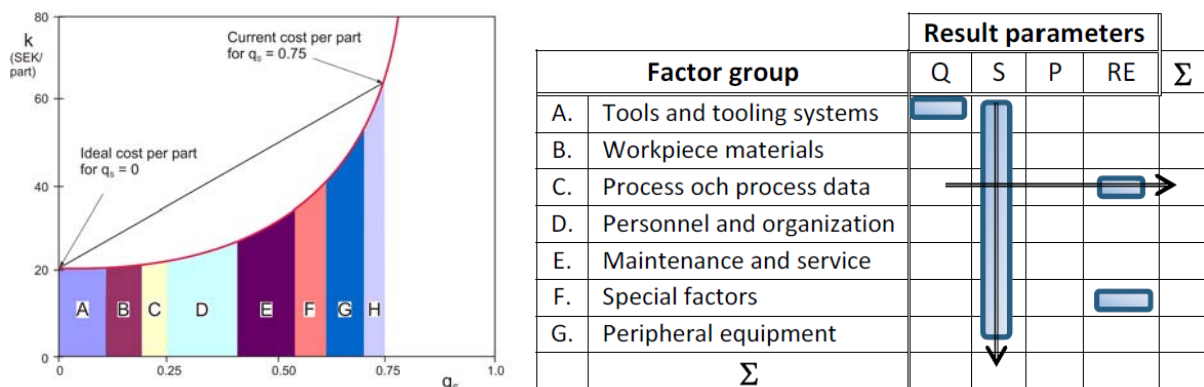 80
k
(SEK/
part)
60
40
20
0
Current cost per part
for qs = 0.75
Ideal cost per part
for qs = 0
A B C D E F G H
0 0.25 0.50 0.75 1.0
qs
Result parameters
Factor group Q S P RE Σ
A. Tools and tooling systems
B. Workpiece materials
C. Process och process data
D. Personnel and organization
E. Maintenance and service
F. Special factors
G. Peripheral equipment
Σ